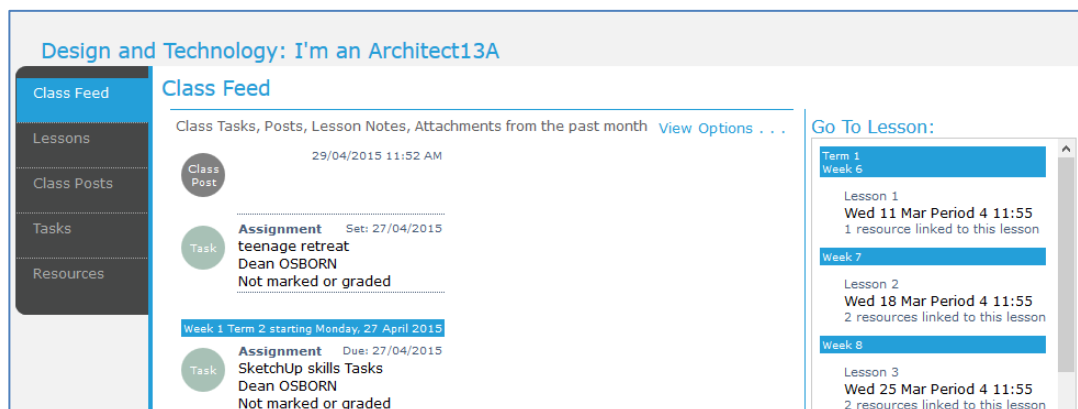 Design and Technology: I'm an Architect13A
Class Feed
Lessons
Class Posts
Tasks
Resources
Class Feed
Class Tasks, Posts, Lesson Notes, Attachments from the past month View Options . . .
Class
Post
29/04/2015 11:52 AM
Task
Assignment Set: 27/04/2015
teenage retreat
Dean OSBORN
Not marked or graded
Week 1 Term 2 starting Monday, 27 April 2015
Task
Assignment Due: 27/04/2015
SketchUp skills Tasks
Dean OSBORN
Not marked or graded
Go To Lesson:
Term 1
Week 6
Lesson 1
Wed 11 Mar Period 4 11:55
1 resource linked to this lesson
Week 7
Lesson 2
Wed 18 Mar Period 4 11:55
2 resources linked to this lesson
Week 8
Lesson 3
Wed 25 Mar Period 4 11:55
2 resources linked to this lesson